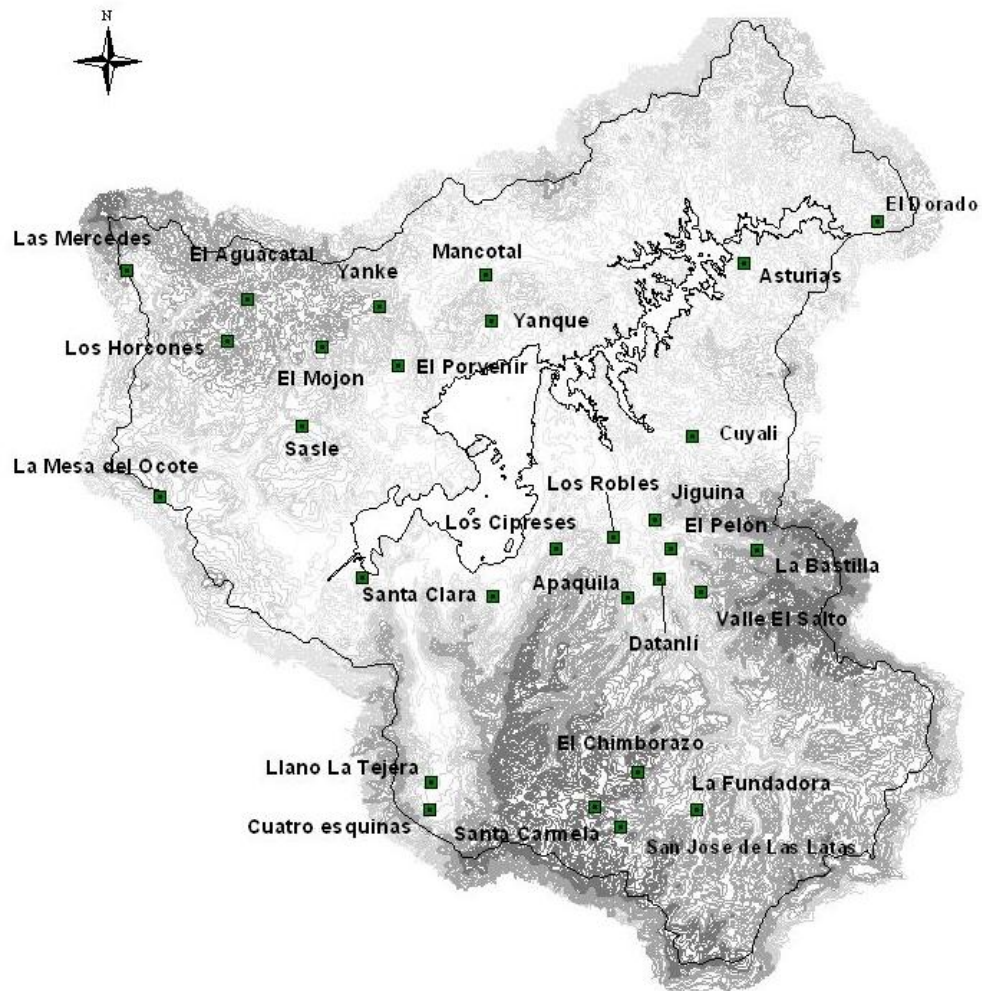 N
El Dorado
Las Mercedes
El Aguacatal
Yanke
Mancotal
Asturias
Yanque
Los Horcones
El Mojon
El Porvenir
Sasle
Cuyali
La Mesa del Ocote
Los Robles
Jiguina
Los Cipreses
El Pelón
La Bastilla
Santa Clara
Apaquila
Valle El Salto
Datanlí
El Chimborazo
Llano La Tejera
La Fundadora
Cuatro esquinas
Santa Carmela
San Jose de Las Latas